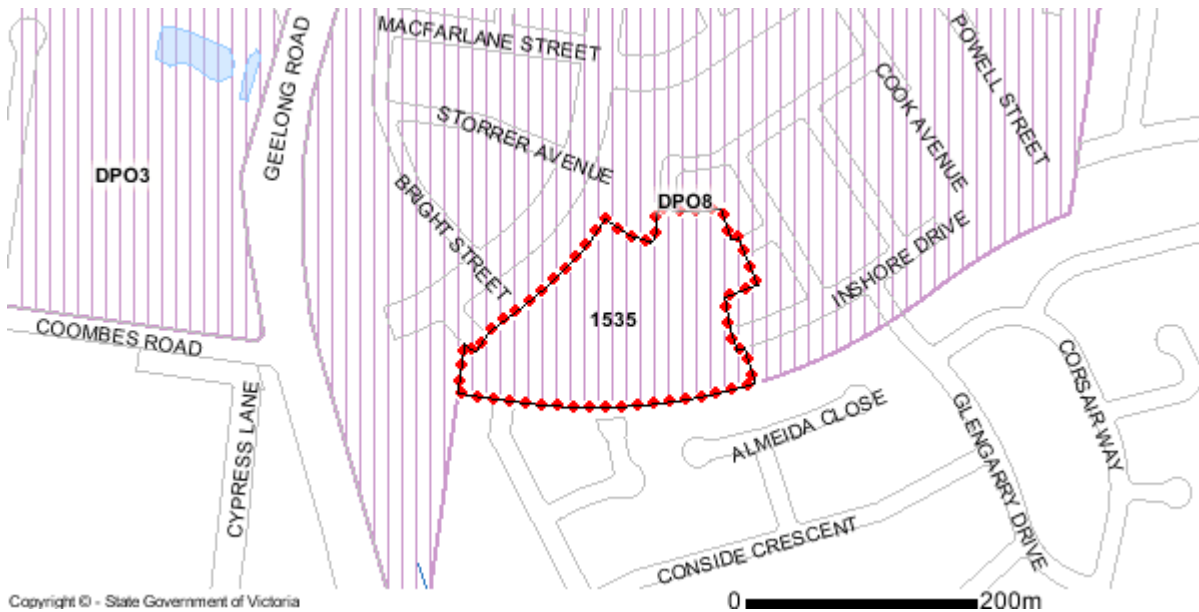 MACFARLANE STREET
GEELONG ROAD
POWELL STREET
COOK AVENUE
STORRER AVENUE
DPO3
BRIGHT STREET
DPO8
INSHORE DRIVE
1535
COOMBES ROAD
CYPRESS LANE
CORSAIR WAY
ALMEIDA CLOSE
GLENGARRY DRIVE
CONSIDE CRESCENT
Copyright © - State Government of Victoria
0 200m